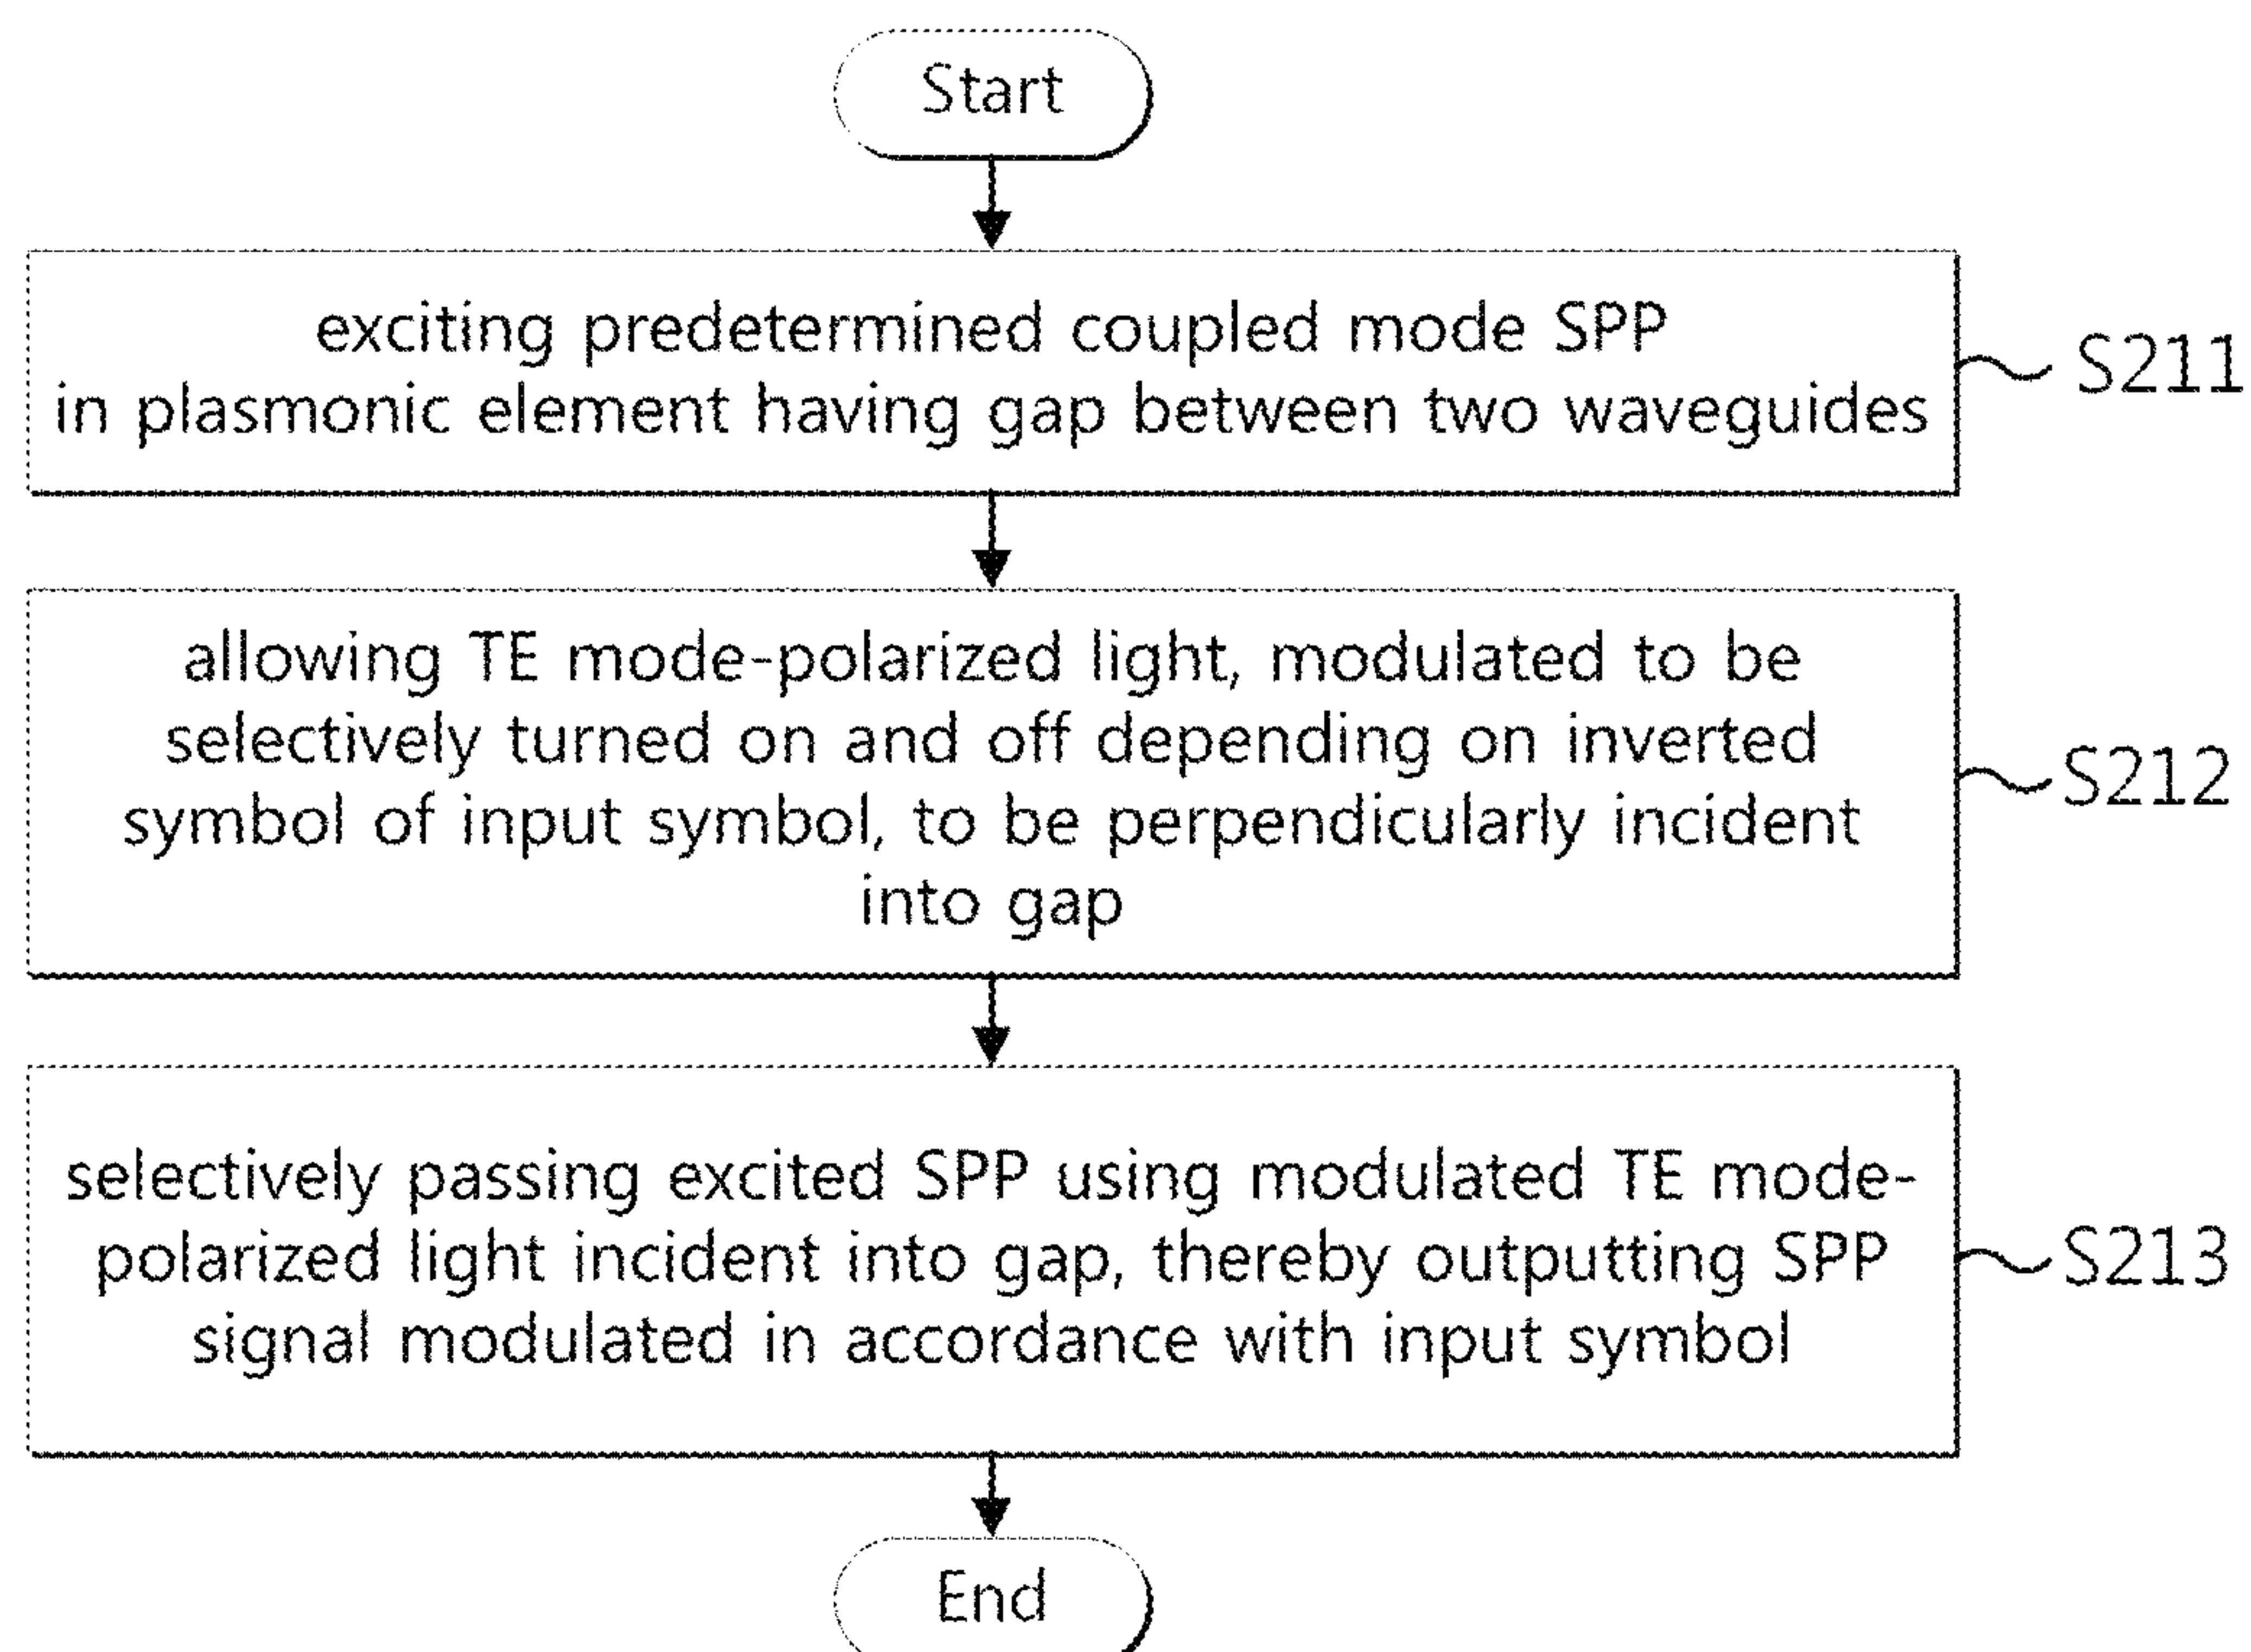 Start
exciting predetermined coupled mode SPP
in plasmonic element having gap between two waveguides
S211
allowing TE mode-polarized light, modulated to be
selectively turned on and off depending on inverted
symbol of input symbol, to be perpendicularly incident
into gap
S212
selectively passing excited SPP using modulated TE mode-
polarized light incident into gap, thereby outputting SPP
signal modulated in accordance with input symbol
S213
End